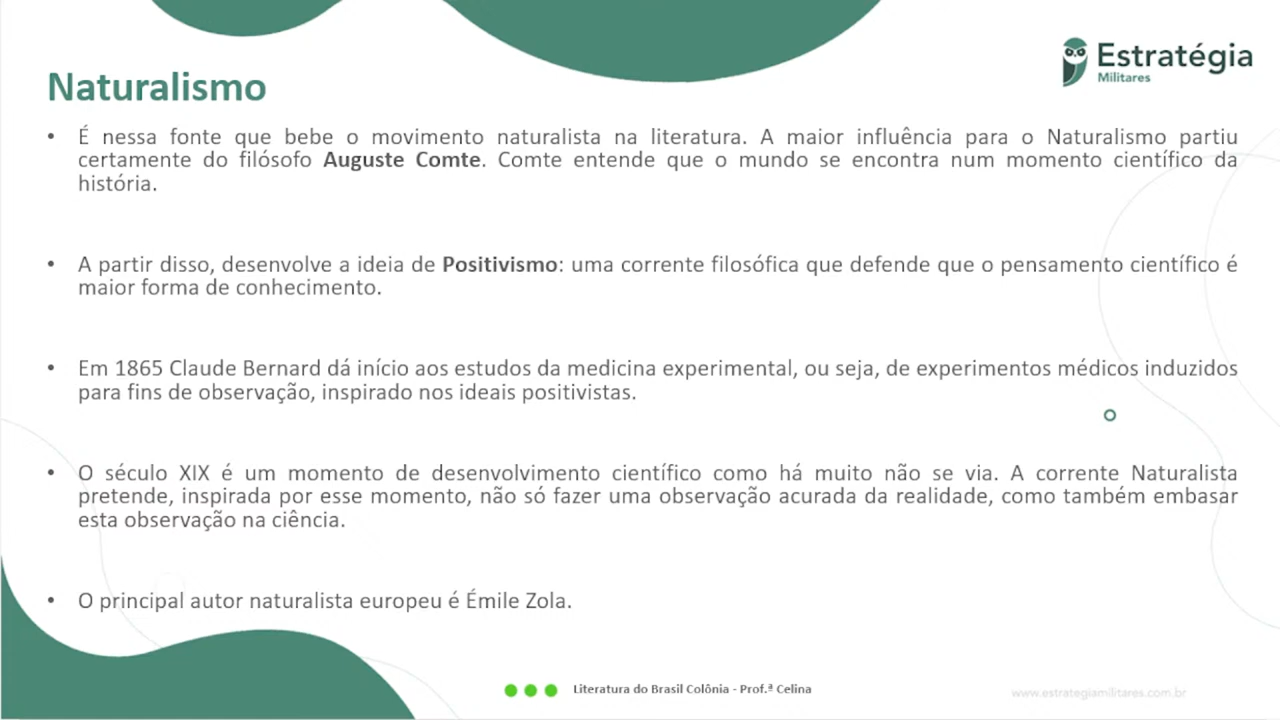 Estratégia
Militares
Naturalismo
• É nessa fonte que bebe o movimento naturalista na literatura. A maior influência para o Naturalismo partiu
certamente do filósofo Auguste Comte. Comte entende que o mundo se encontra num momento científico da
história.
• A partir disso, desenvolve a ideia de Positivismo: uma corrente filosófica que defende que o pensamento científico é
maior forma de conhecimento.
• Em 1865 Claude Bernard dá início aos estudos da medicina experimental, ou seja, de experimentos médicos induzidos
para fins de observação, inspirado nos ideais positivistas.
• O século XIX é um momento de desenvolvimento científico como há muito não se via. A corrente Naturalista
pretende, inspirada por esse momento, não só fazer uma observação acurada da realidade, como também embasar
esta observação na ciência.
• O principal autor naturalista europeu é Émile Zola.
Literatura do Brasil Colônia - Prof.ª Celina
www.estrategiamilitares.com.br